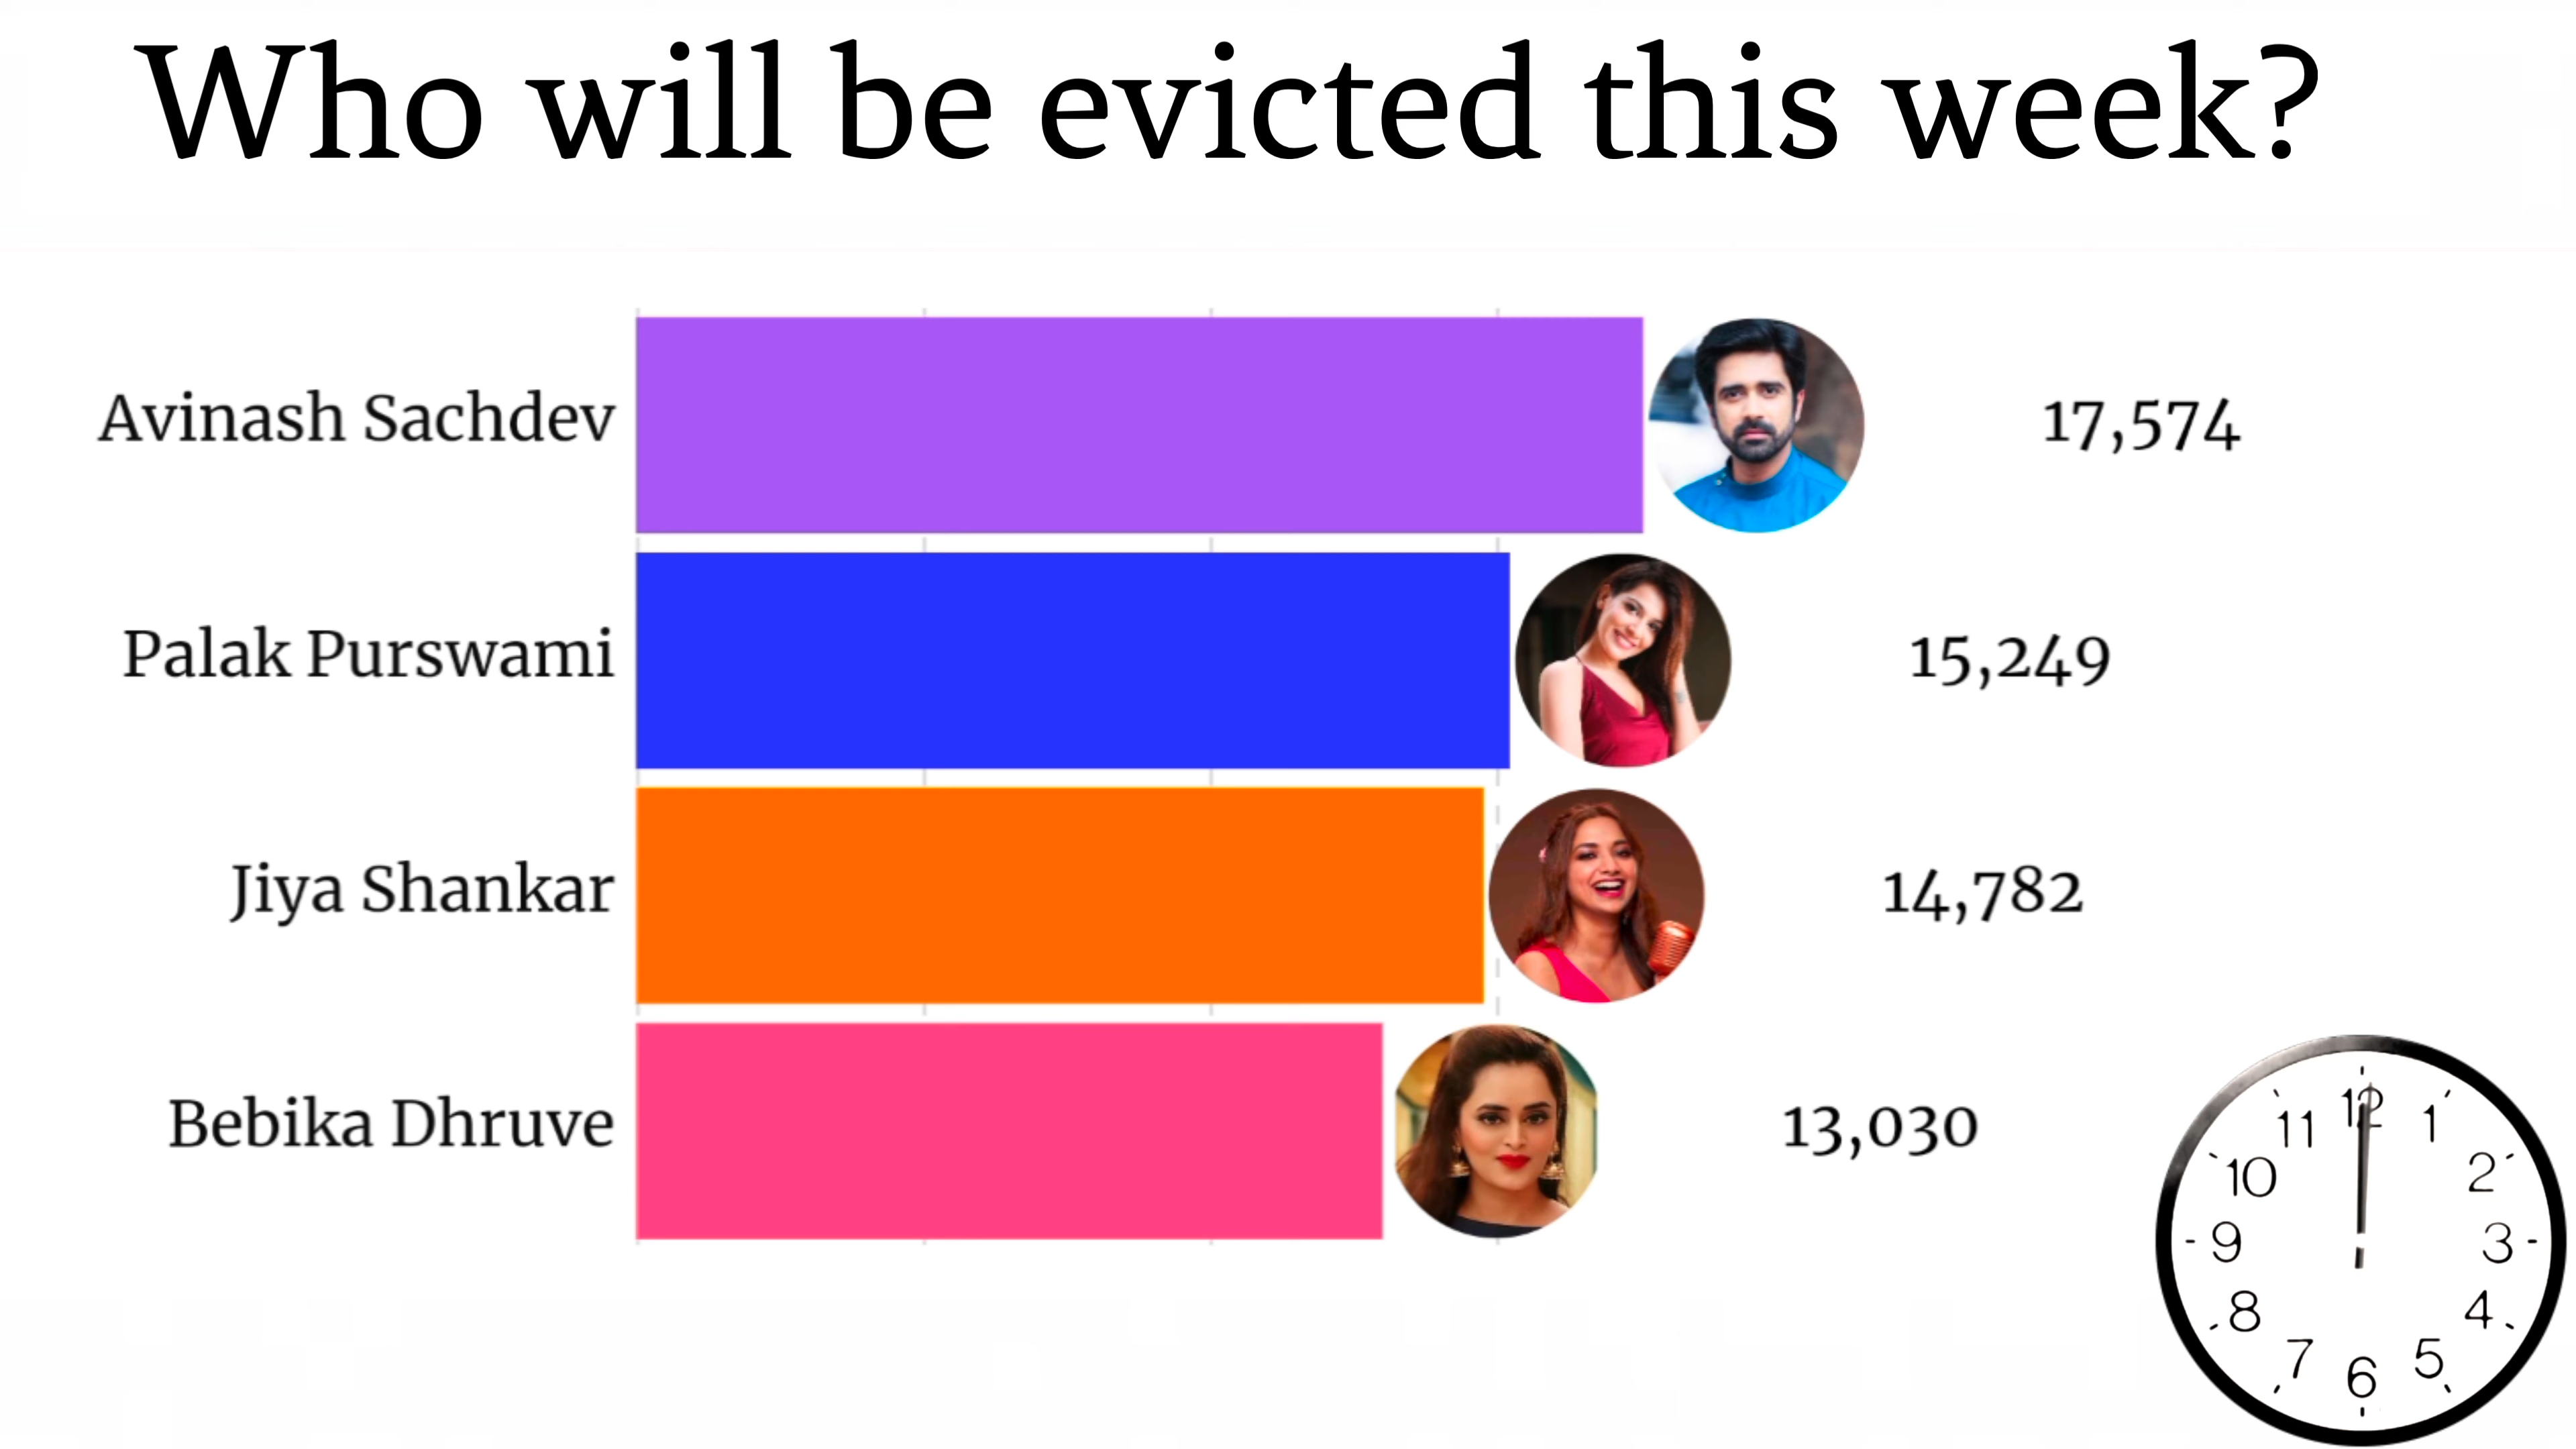 Who will be evicted this week?
Avinash Sachdev 17,574
Palak Purswami 15,249
Jiya Shankar 14,782
Bebika Dhruve 13,030
12
11 1
10 2
9 3
8 4
7 5
6